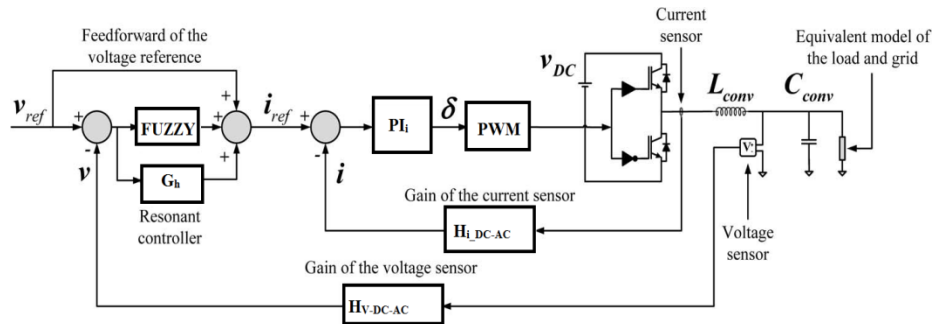 Current
sensor
Feedforward of
the voltage reference
Equivalent model of
the load and grid
v_DC
L_conv
C_conv
v_ref
+
+
+
+
FUZZY
i_ref
+
PI_i
δ
PWM
-
-
v
G_h
i
V
Resonant
controller
Gain of the current sensor
H_i_DC-AC
Voltage
sensor
Gain of the voltage sensor
H_V-DC-AC